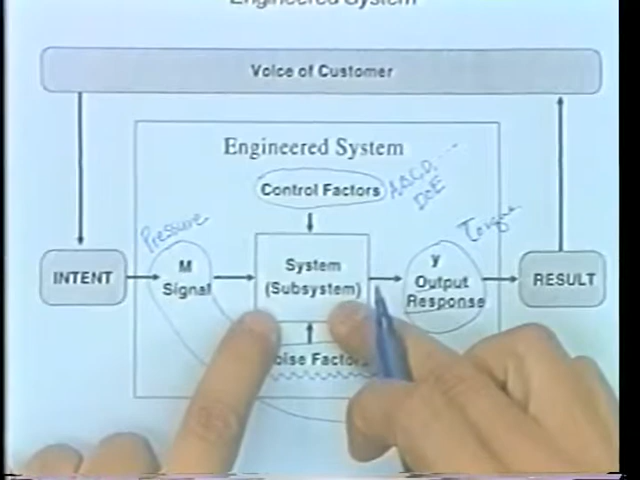 Engineered System
Voice of Customer
Engineered System
Control Factors
A,B,C,D, ...
DoE
Pressure
Torque
INTENT
M
Signal
System
(Subsystem)
y
Output
Response
RESULT
oise Factor